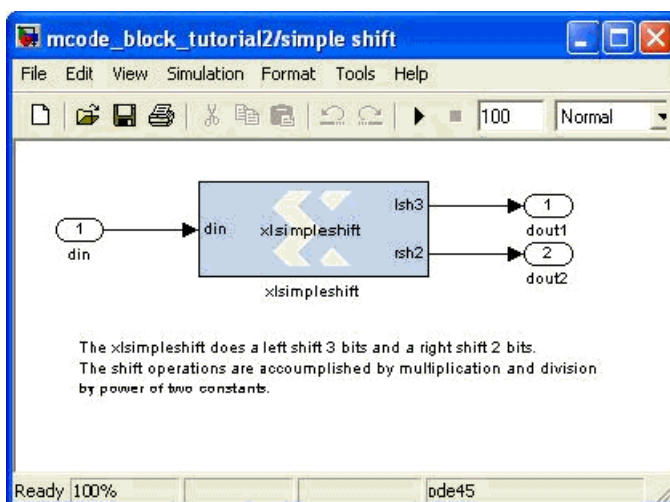 mcode_block_tutorial2/simple shift
File Edit View Simulation Format Tools Help
100 Normal
1
din
din
xlsimpleshift
lsh3
rsh2
xlsimpleshift
1
dout1
2
dout2
The xlsimpleshift does a left shift 3 bits and a right shift 2 bits.
The shift operations are accoumplished by multiplication and division
by power of two constants.
Ready 100% ode45